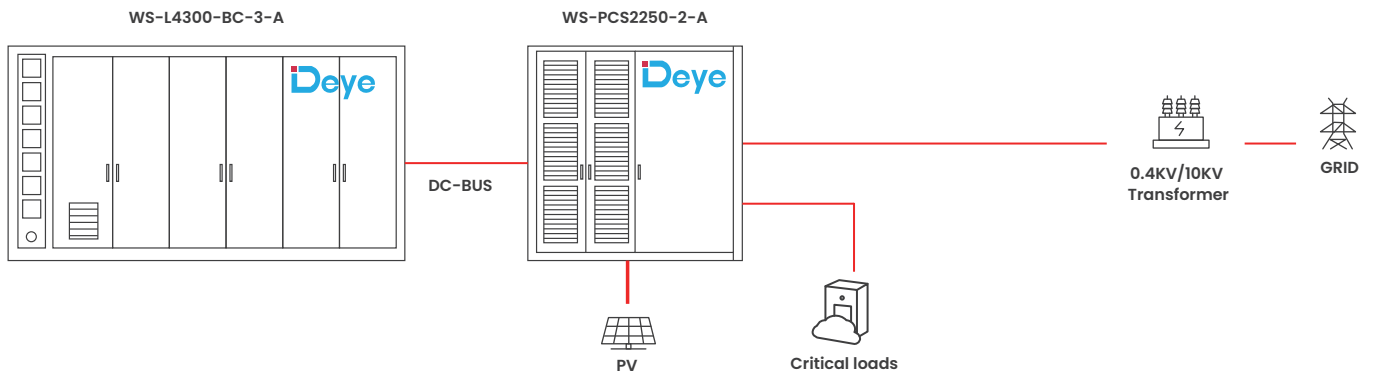 WS-L4300-BC-3-A
WS-PCS2250-2-A
Deye
Deye
DC-BUS
0.4KV/10KV
Transformer
GRID
PV
Critical loads